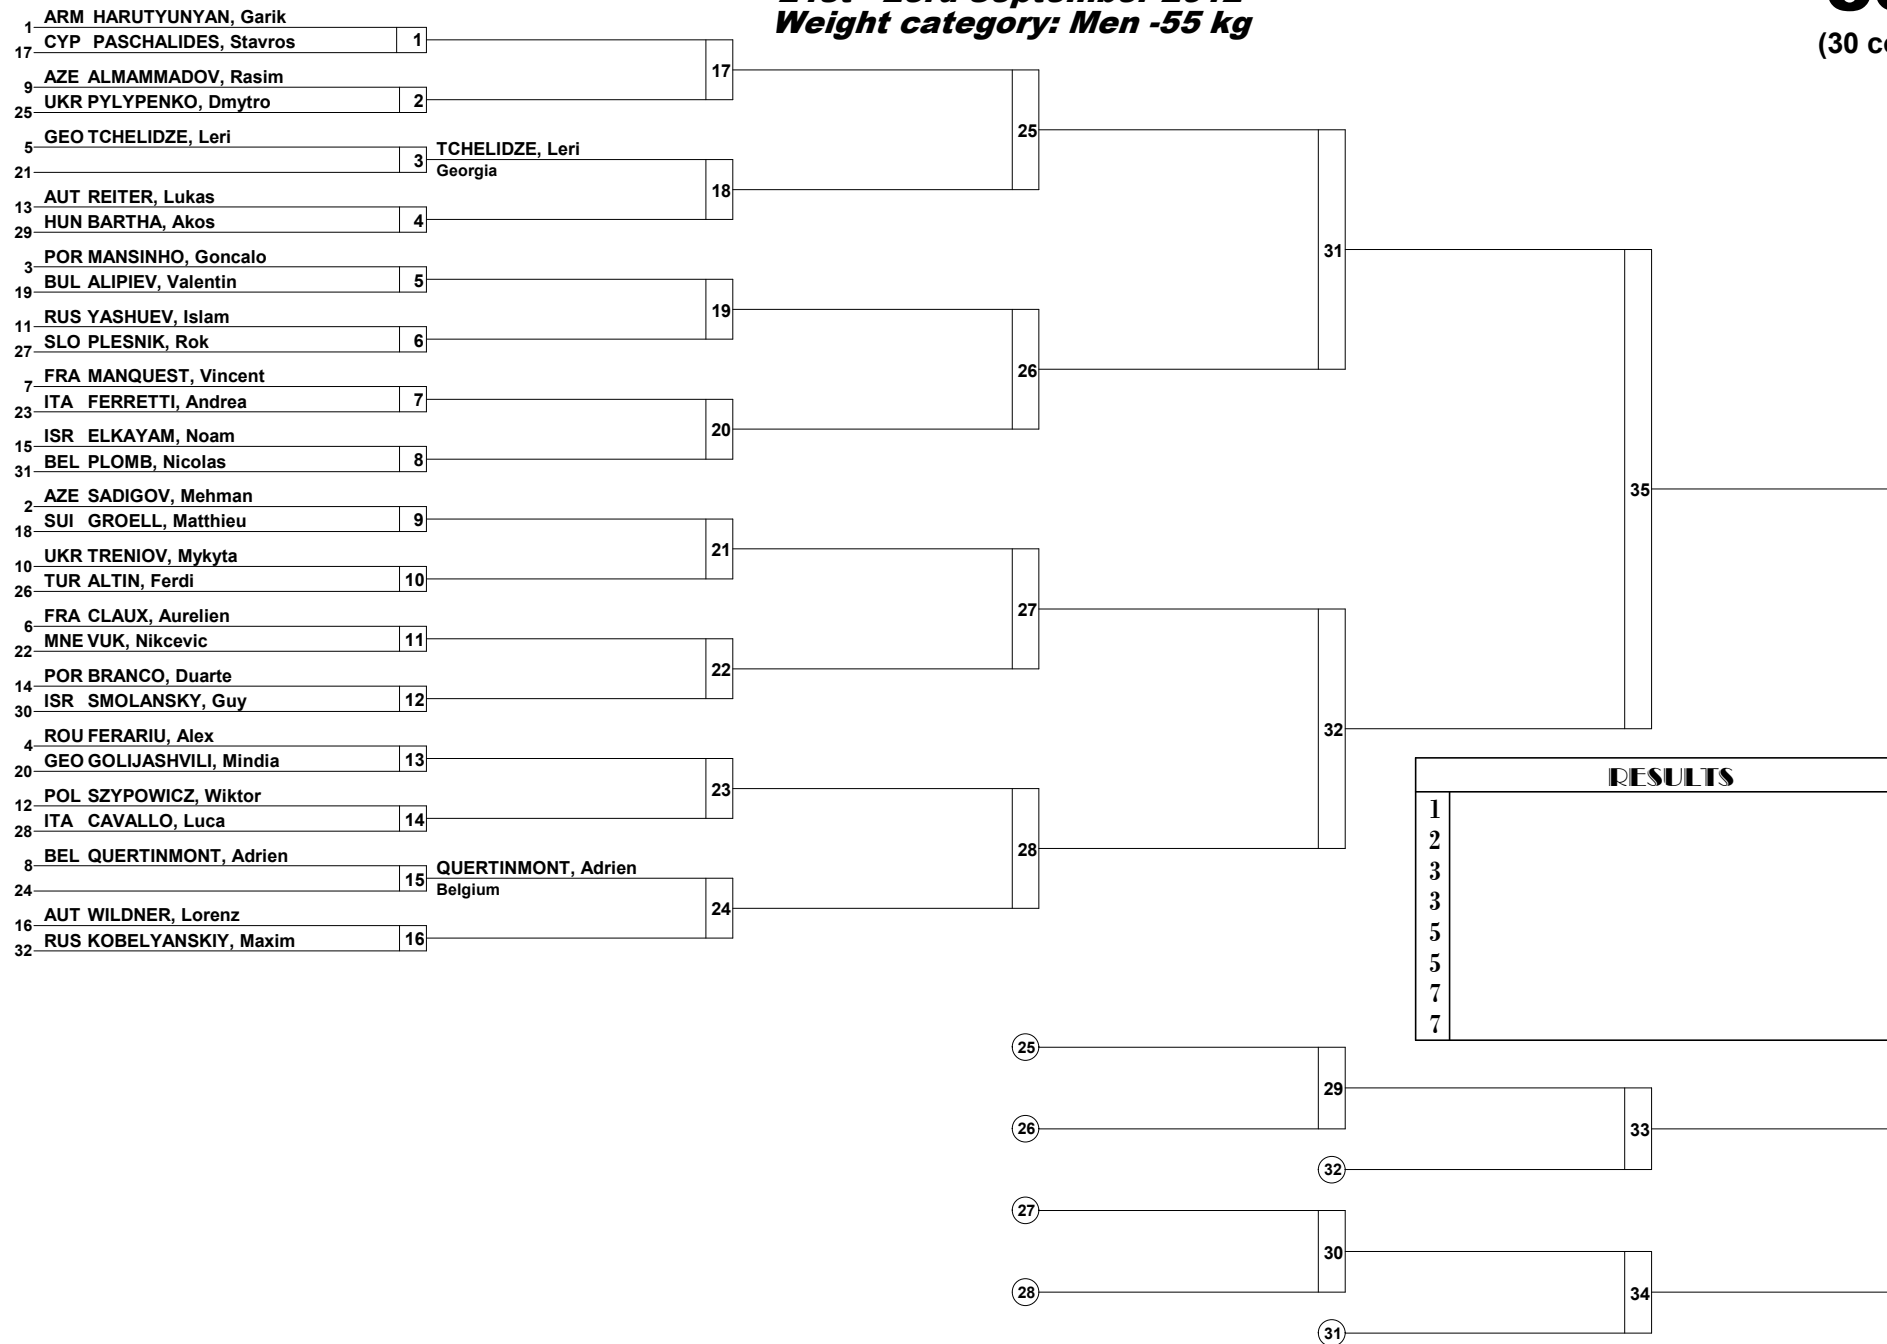 Weight category: Men -55 kg
(30 c
1 ARM HARUTYUNYAN, Garik
17 CYP PASCHALIDES, Stavros 1
9 AZE ALMAMMADOV, Rasim
25 UKR PYLYPENKO, Dmytro 2
5 GEO TCHELIDZE, Leri
21 3
TCHELIDZE, Leri
Georgia
13 AUT REITER, Lukas
29 HUN BARTHA, Akos 4
3 POR MANSINHO, Goncalo
19 BUL ALIPIEV, Valentin 5
11 RUS YASHUEV, Islam
27 SLO PLESNIK, Rok 6
7 FRA MANQUEST, Vincent
23 ITA FERRETTI, Andrea 7
15 ISR ELKAYAM, Noam
31 BEL PLOMB, Nicolas 8
2 AZE SADIGOV, Mehman
18 SUI GROELL, Matthieu 9
10 UKR TRENIOV, Mykyta
26 TUR ALTIN, Ferdi 10
6 FRA CLAUX, Aurelien
22 MNE VUK, Nikcevic 11
14 POR BRANCO, Duarte
30 ISR SMOLANSKY, Guy 12
4 ROU FERARIU, Alex
20 GEO GOLIJASHVILI, Mindia 13
12 POL SZYPOWICZ, Wiktor
28 ITA CAVALLO, Luca 14
8 BEL QUERTINMONT, Adrien
24 15
QUERTINMONT, Adrien
Belgium
16 AUT WILDNER, Lorenz
32 RUS KOBELYANSKIY, Maxim 16
17
18
19
20
21
22
23
24
25
26
27
28
31
32
35
RESULTS
1
2
3
3
5
5
7
7
25
29
26
33
32
27
30
28
34
31